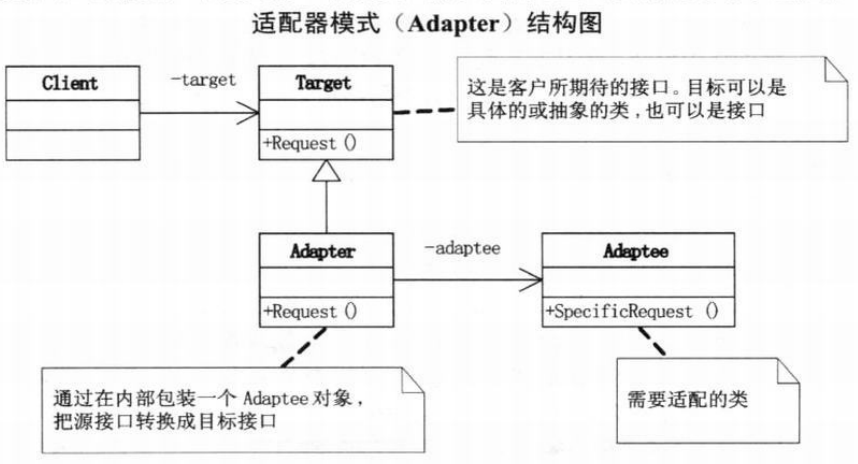 适配器模式（Adapter）结构图
Client
-target
Target
+Request()
这是客户所期待的接口。目标可以是
具体的或抽象的类，也可以是接口
Adapter
+Request()
-adaptee
Adaptee
+SpecificRequest ()
通过在内部包装一个 Adaptee 对象，
把源接口转换成目标接口
需要适配的类